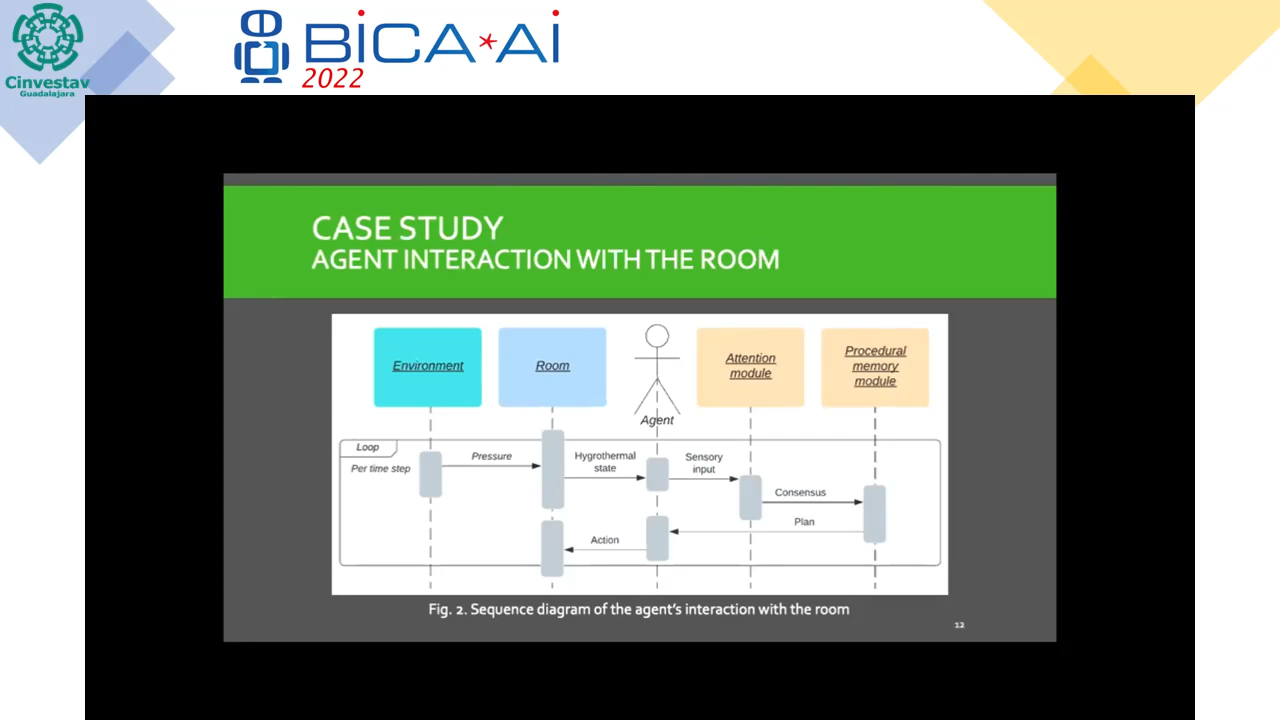 Cinvestav
Guadalajara
BiCA*Ai
2022
CASE STUDY
AGENT INTERACTION WITH THE ROOM
Environment
Room
Agent
Attention
module
Procedural
memory
module
Loop
Per time step
Pressure
Hygrothermal
state
Sensory
input
Consensus
Plan
Action
Fig. 2. Sequence diagram of the agent's interaction with the room
12